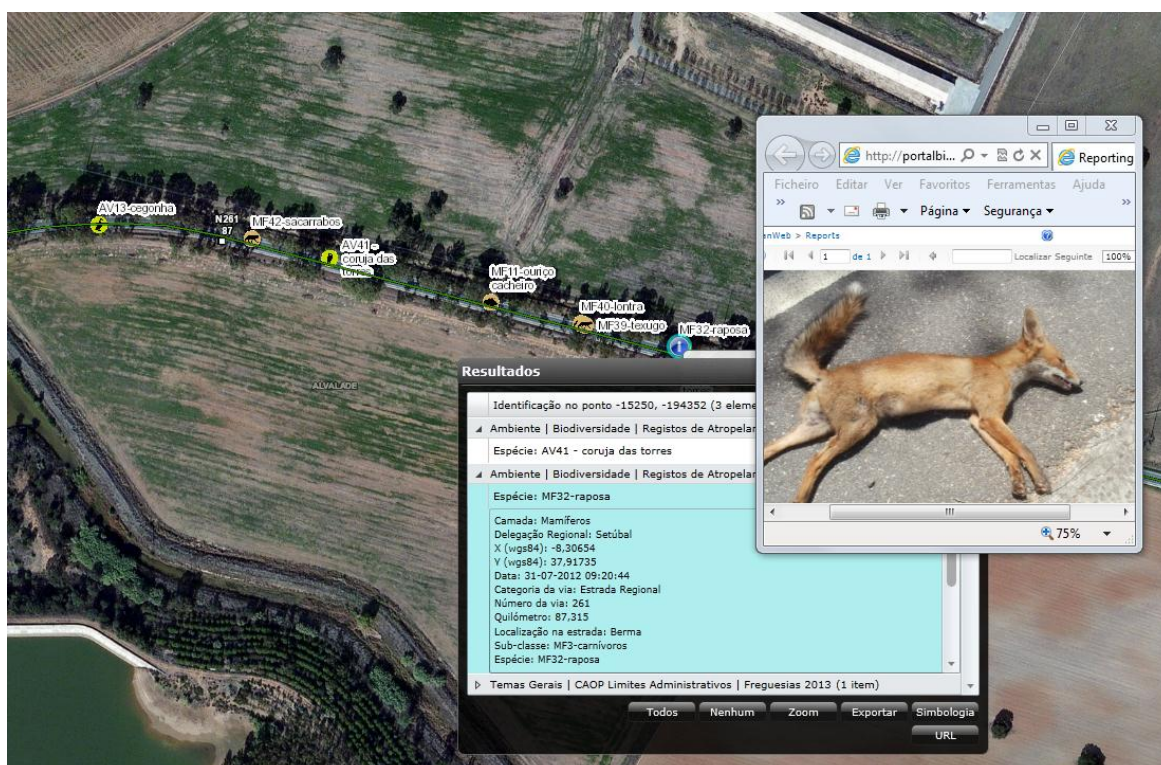 AV13-cegonha
N261
87
MF42-sacarrabos
AV41 -
coruja das
torres
MF11-ouriço
cacheiro
MF40-lontra
MF39-texugo
MF32-raposa
ALVALADE
http://portalbi...
Reporting
Ficheiro Editar Ver Favoritos Ferramentas Ajuda
Página Segurança
anWeb > Reports
1 de 1 Localizar Seguinte 100%
75%
Resultados
Identificação no ponto -15250, -194352 (3 eleme
Ambiente | Biodiversidade | Registos de Atropelar
Espécie: AV41 - coruja das torres
Ambiente | Biodiversidade | Registos de Atropelar
Espécie: MF32-raposa
Camada: Mamíferos
Delegação Regional: Setúbal
X (wgs84): -8,30654
Y (wgs84): 37,91735
Data: 31-07-2012 09:20:44
Categoria da via: Estrada Regional
Número da via: 261
Quilómetro: 87,315
Localização na estrada: Berma
Sub-classe: MF3-carnívoros
Espécie: MF32-raposa
Temas Gerais | CAOP Limites Administrativos | Freguesias 2013 (1 item)
Todos Nenhum Zoom Exportar Simbologia
URL